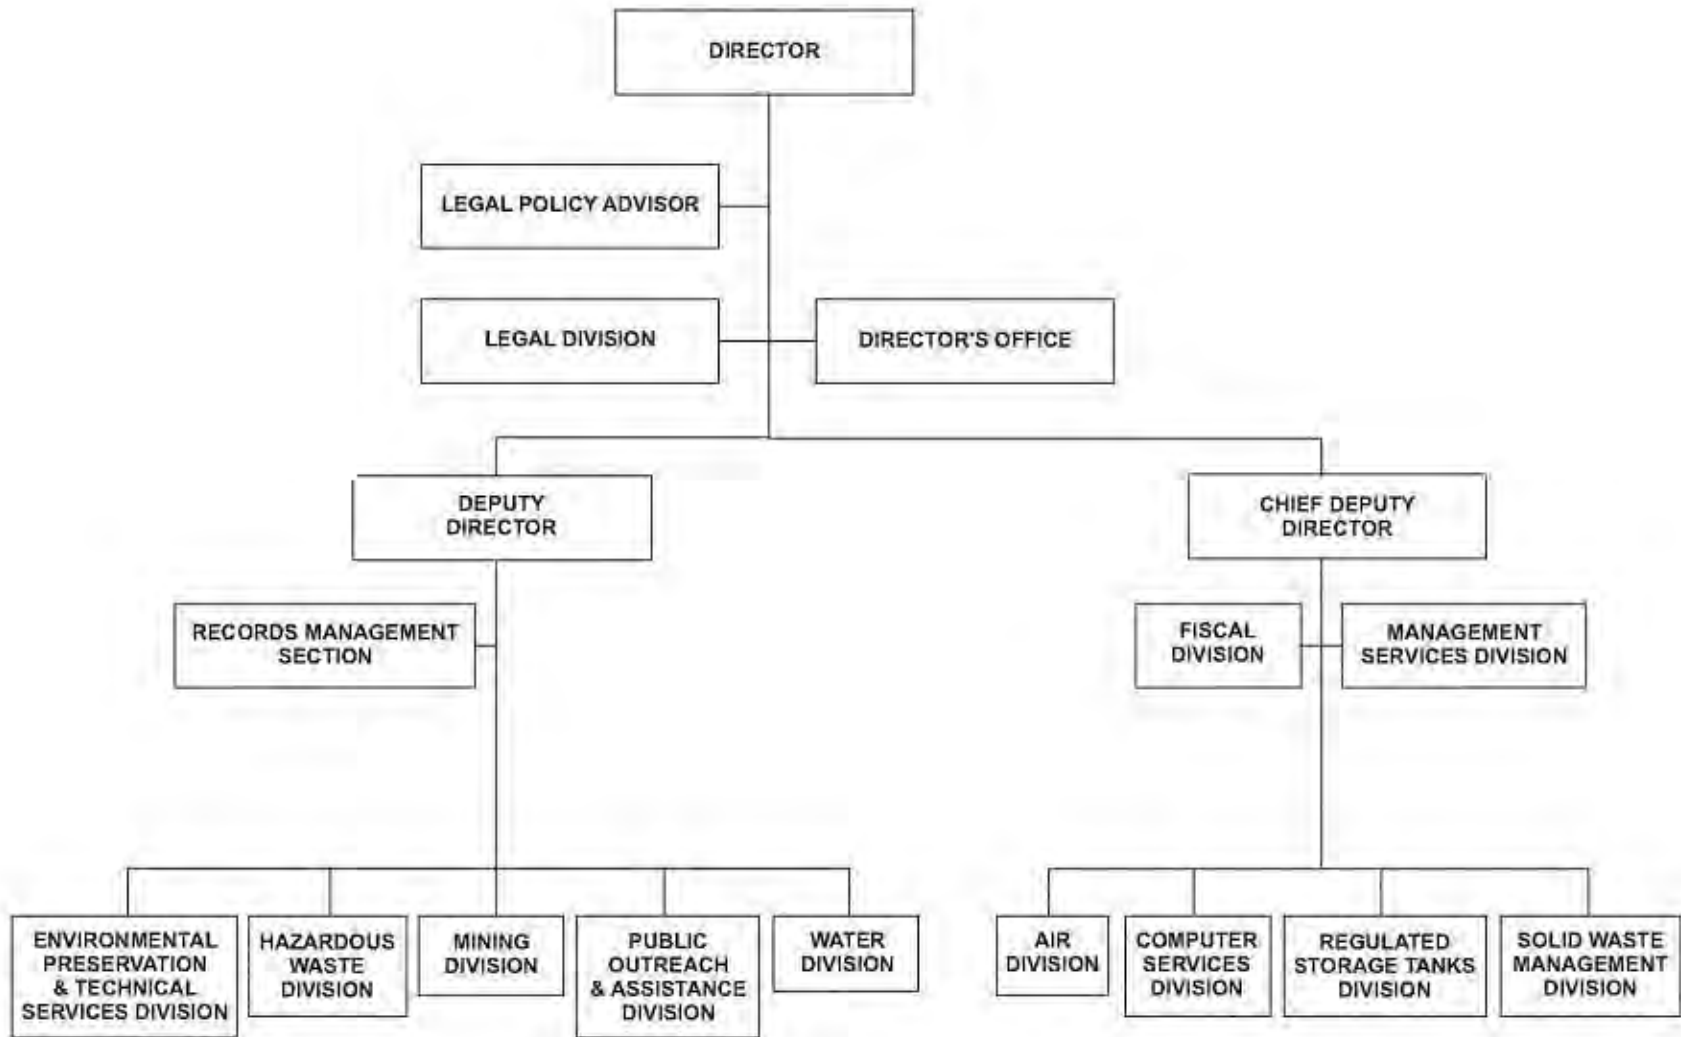 DIRECTOR
LEGAL POLICY ADVISOR
LEGAL DIVISION
DIRECTOR'S OFFICE
DEPUTY
DIRECTOR
CHIEF DEPUTY
DIRECTOR
RECORDS MANAGEMENT
SECTION
FISCAL
DIVISION
MANAGEMENT
SERVICES DIVISION
ENVIRONMENTAL
PRESERVATION
& TECHNICAL
SERVICES DIVISION
HAZARDOUS
WASTE
DIVISION
MINING
DIVISION
PUBLIC
OUTREACH
& ASSISTANCE
DIVISION
WATER
DIVISION
AIR
DIVISION
COMPUTER
SERVICES
DIVISION
REGULATED
STORAGE TANKS
DIVISION
SOLID WASTE
MANAGEMENT
DIVISION